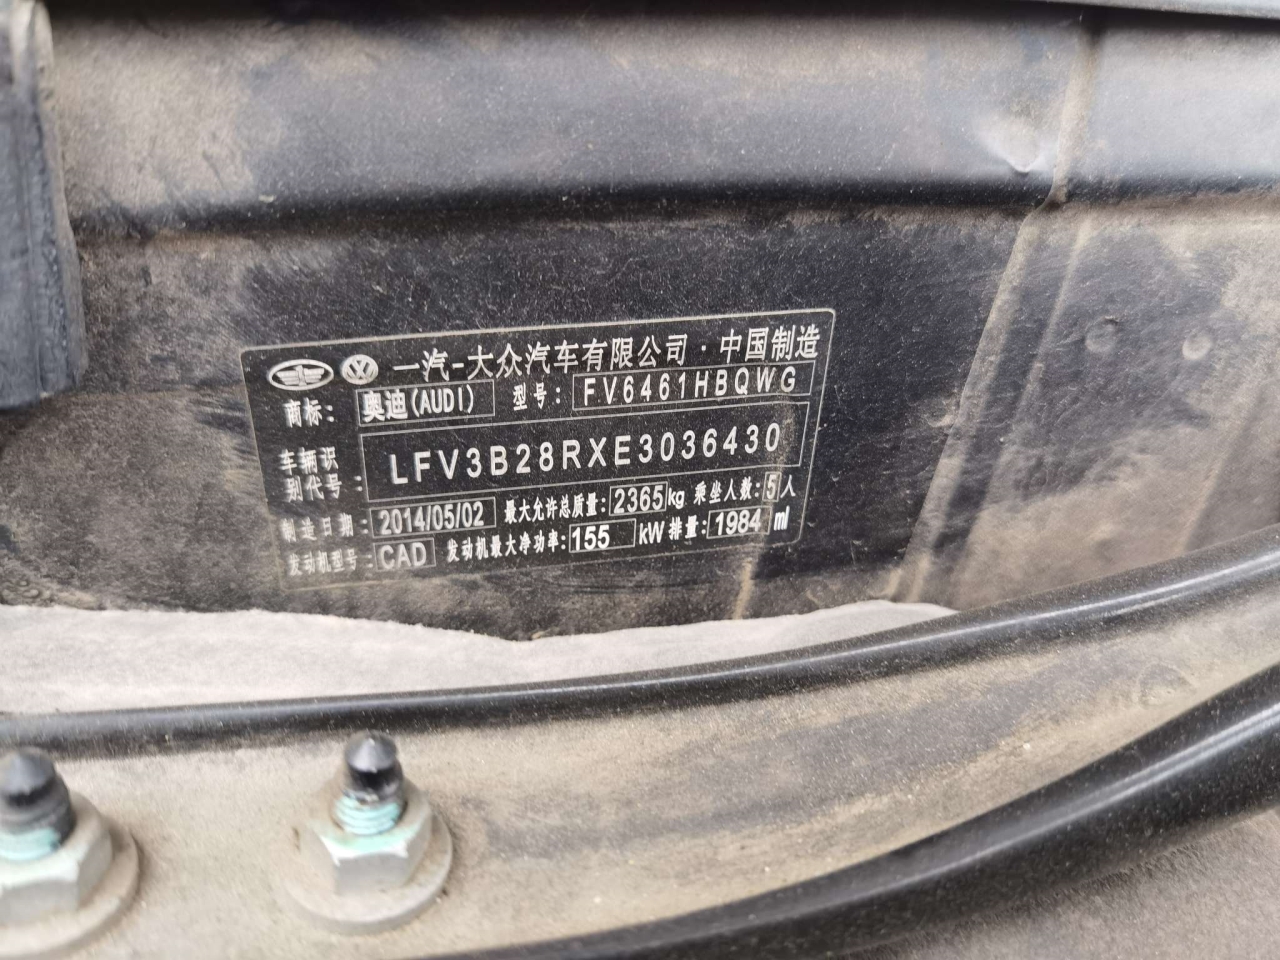 一汽-大众汽车有限公司·中国制造
商标: 奥迪(AUDI) 型号: FV6461HBQWG
车辆识别代号: LFV3B28RXE3036430
制造日期: 2014/05/02 最大允许总质量: 2365kg 乘坐人数: 5人
发动机型号: CAD 发动机最大净功率: 155 kW 排量: 1984 ml